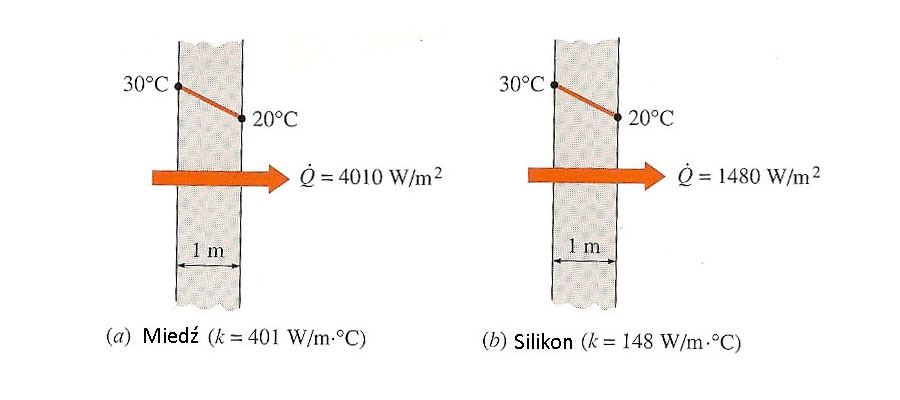 30°C
20°C
Q̇ = 4010 W/m²
1 m
(a) Miedź (k = 401 W/m·°C)
30°C
20°C
Q̇ = 1480 W/m²
1 m
(b) Silikon (k = 148 W/m·°C)